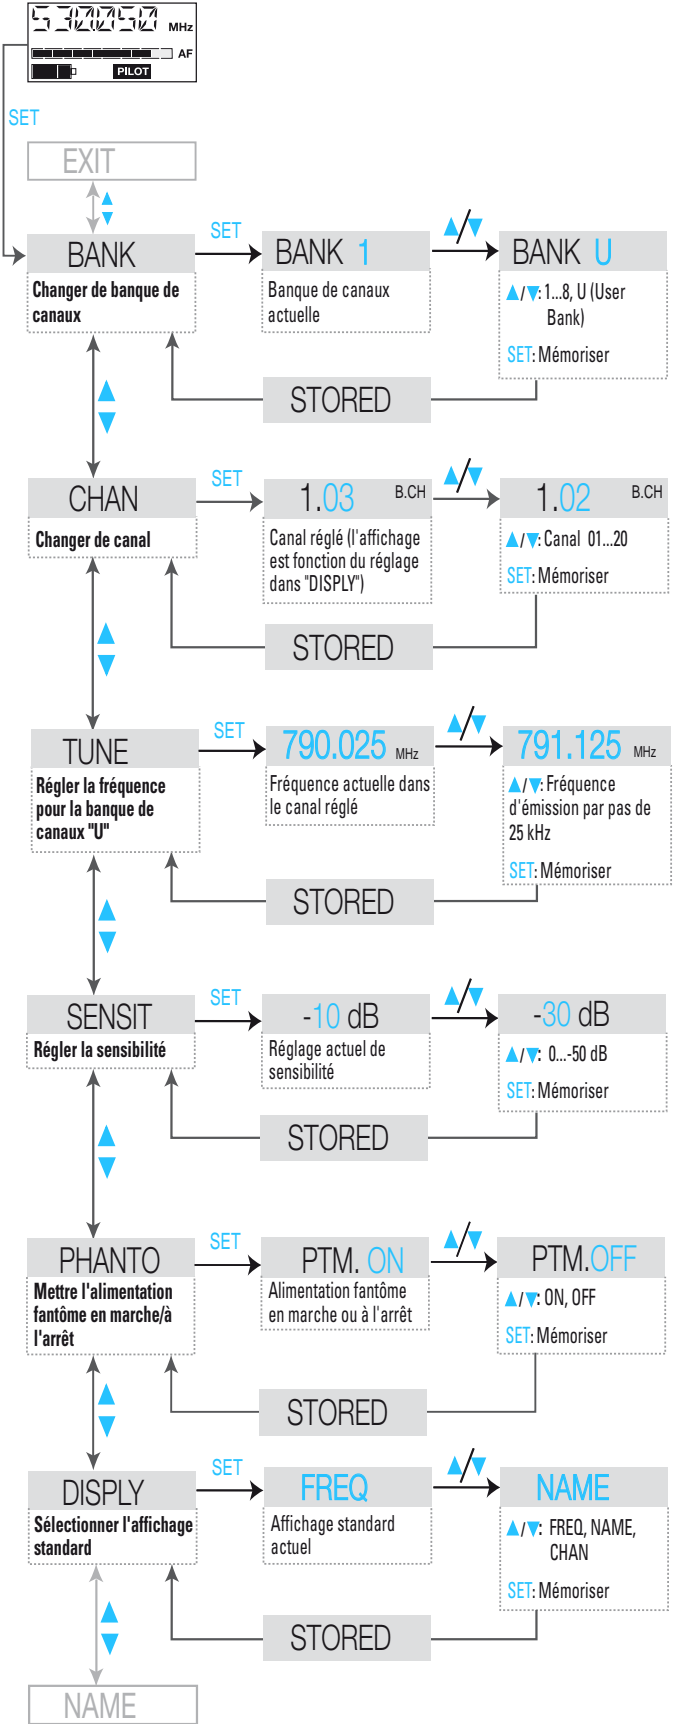 530.050 MHz
AF
PILOT
SET
EXIT
BANK
Changer de banque de
canaux
SET
BANK 1
Banque de canaux
actuelle
▲/▼
BANK U
▲/▼: 1...8, U (User
Bank)
SET: Mémoriser
STORED
CHAN
Changer de canal
SET
1.03 B.CH
Canal réglé (l'affichage
est fonction du réglage
dans "DISPLY")
▲/▼
1.02 B.CH
▲/▼: Canal 01...20
SET: Mémoriser
STORED
TUNE
Régler la fréquence
pour la banque de
canaux "U"
SET
790.025 MHz
Fréquence actuelle dans
le canal réglé
▲/▼
791.125 MHz
▲/▼: Fréquence
d'émission par pas de
25 kHz
SET: Mémoriser
STORED
SENSIT
Régler la sensibilité
SET
-10 dB
Réglage actuel de
sensibilité
▲/▼
-30 dB
▲/▼: 0...-50 dB
SET: Mémoriser
STORED
PHANTO
Mettre l'alimentation
fantôme en marche/à
l'arrêt
SET
PTM. ON
Alimentation fantôme
en marche ou à l'arrêt
▲/▼
PTM.OFF
▲/▼: ON, OFF
SET: Mémoriser
STORED
DISPLY
Sélectionner l'affichage
standard
SET
FREQ
Affichage standard
actuel
▲/▼
NAME
▲/▼: FREQ, NAME,
CHAN
SET: Mémoriser
STORED
NAME